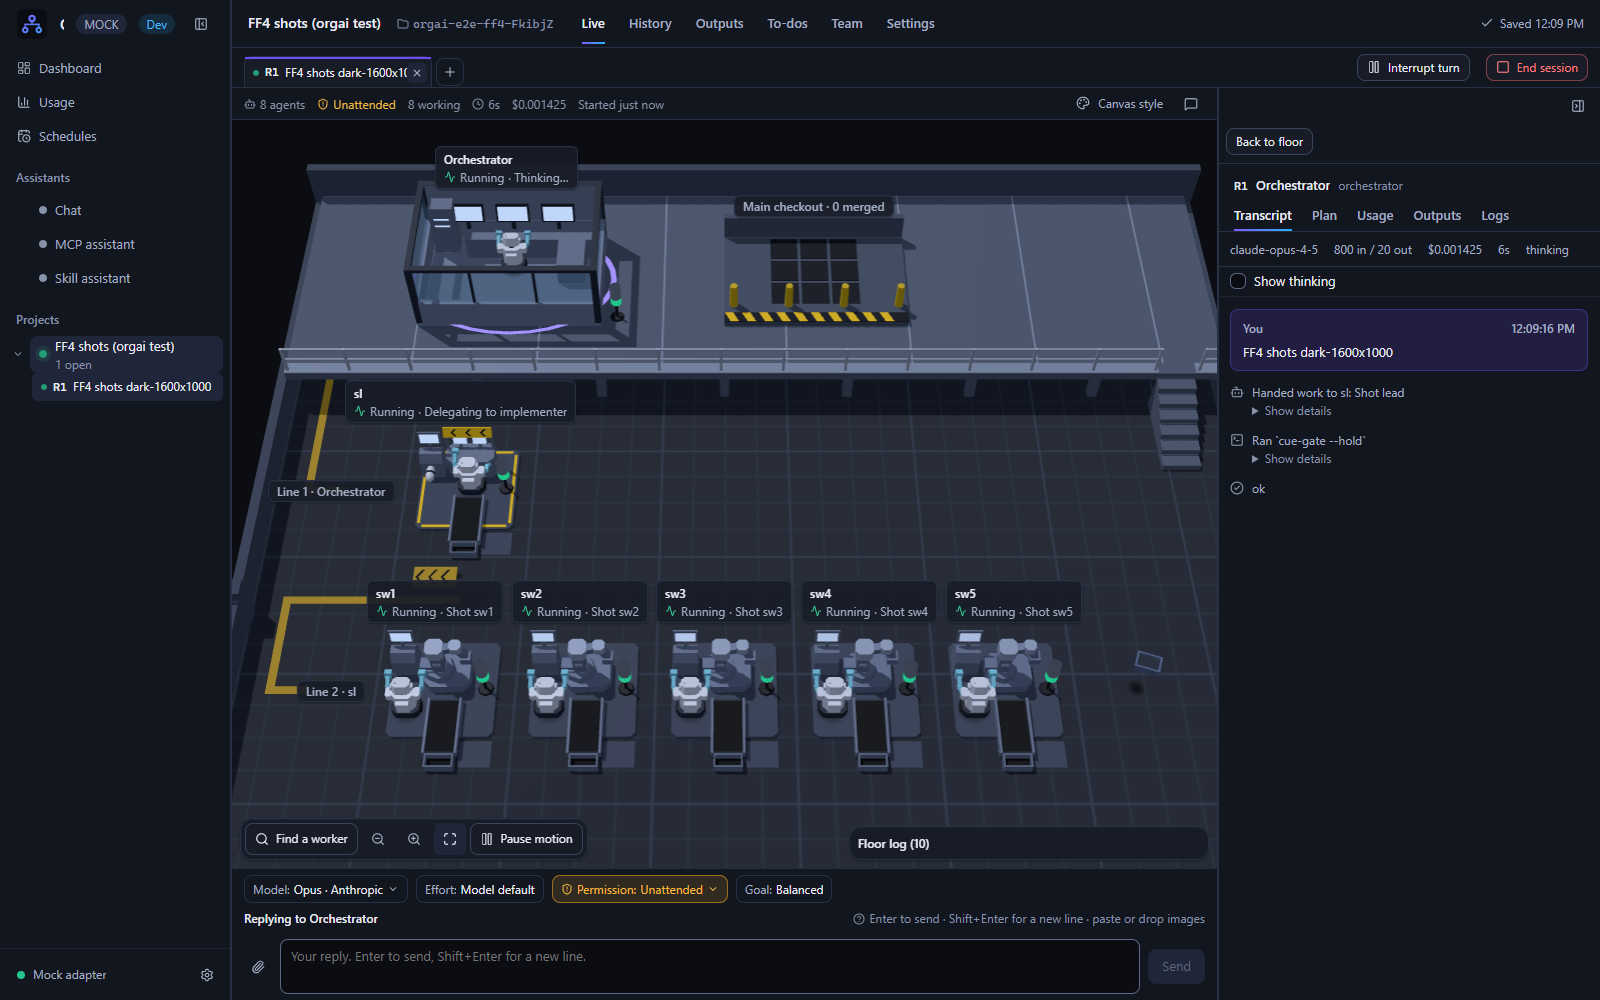 MOCK
Dev
Dashboard
Usage
Schedules
Assistants
Chat
MCP assistant
Skill assistant
Projects
FF4 shots (orgai test)
1 open
R1 FF4 shots dark-1600x1000
Mock adapter
FF4 shots (orgai test)
orgai-e2e-ff4-FkibjZ
Live
History
Outputs
To-dos
Team
Settings
Saved 12:09 PM
R1 FF4 shots dark-1600x10
Interrupt turn
End session
8 agents
Unattended
8 working
6s
$0.001425
Started just now
Canvas style
Orchestrator
Running · Thinking...
Main checkout · 0 merged
sl
Running · Delegating to implementer
Line 1 · Orchestrator
sw1
Running · Shot sw1
sw2
Running · Shot sw2
sw3
Running · Shot sw3
sw4
Running · Shot sw4
sw5
Running · Shot sw5
Line 2 · sl
Find a worker
Pause motion
Floor log (10)
Model: Opus · Anthropic
Effort: Model default
Permission: Unattended
Goal: Balanced
Replying to Orchestrator
Enter to send · Shift+Enter for a new line · paste or drop images
Your reply. Enter to send, Shift+Enter for a new line.
Send
Back to floor
R1 Orchestrator orchestrator
Transcript
Plan
Usage
Outputs
Logs
claude-opus-4-5
800 in / 20 out
$0.001425
6s
thinking
Show thinking
You
12:09:16 PM
FF4 shots dark-1600x1000
Handed work to sl: Shot lead
Show details
Ran `cue-gate --hold`
Show details
ok